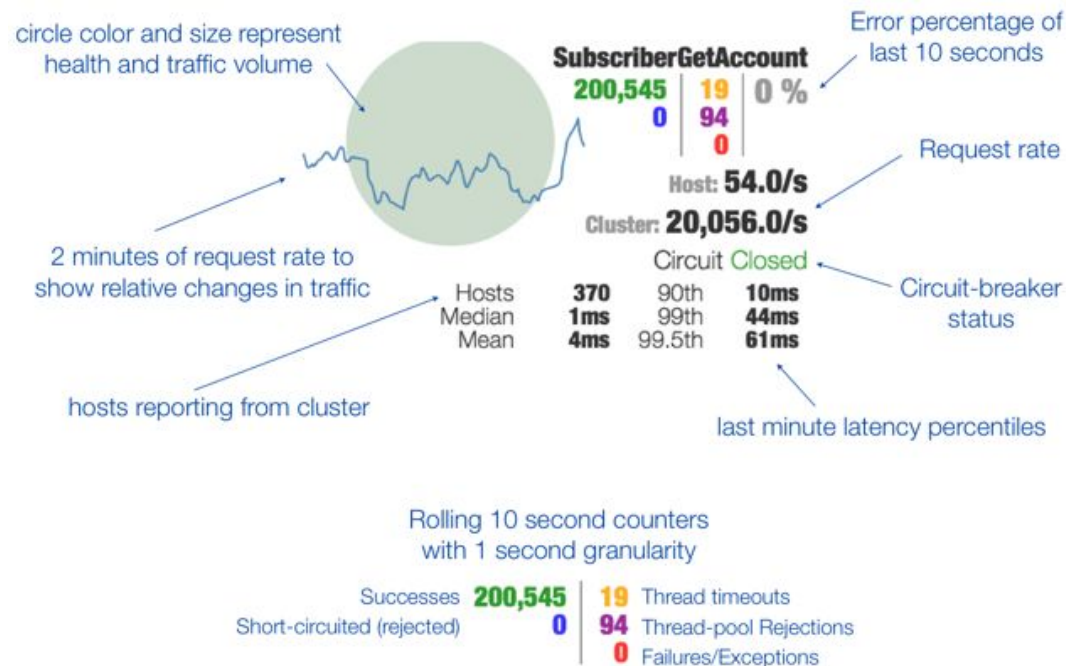 circle color and size represent
health and traffic volume
Error percentage of
last 10 seconds
SubscriberGetAccount
200,545 19 0 %
0 94
0
Host: 54.0/s
Request rate
Cluster: 20,056.0/s
2 minutes of request rate to
show relative changes in traffic
Circuit Closed
Circuit-breaker
status
Hosts 370 90th 10ms
Median 1ms 99th 44ms
Mean 4ms 99.5th 61ms
hosts reporting from cluster
last minute latency percentiles
Rolling 10 second counters
with 1 second granularity
Successes 200,545 19 Thread timeouts
Short-circuited (rejected) 0 94 Thread-pool Rejections
0 Failures/Exceptions